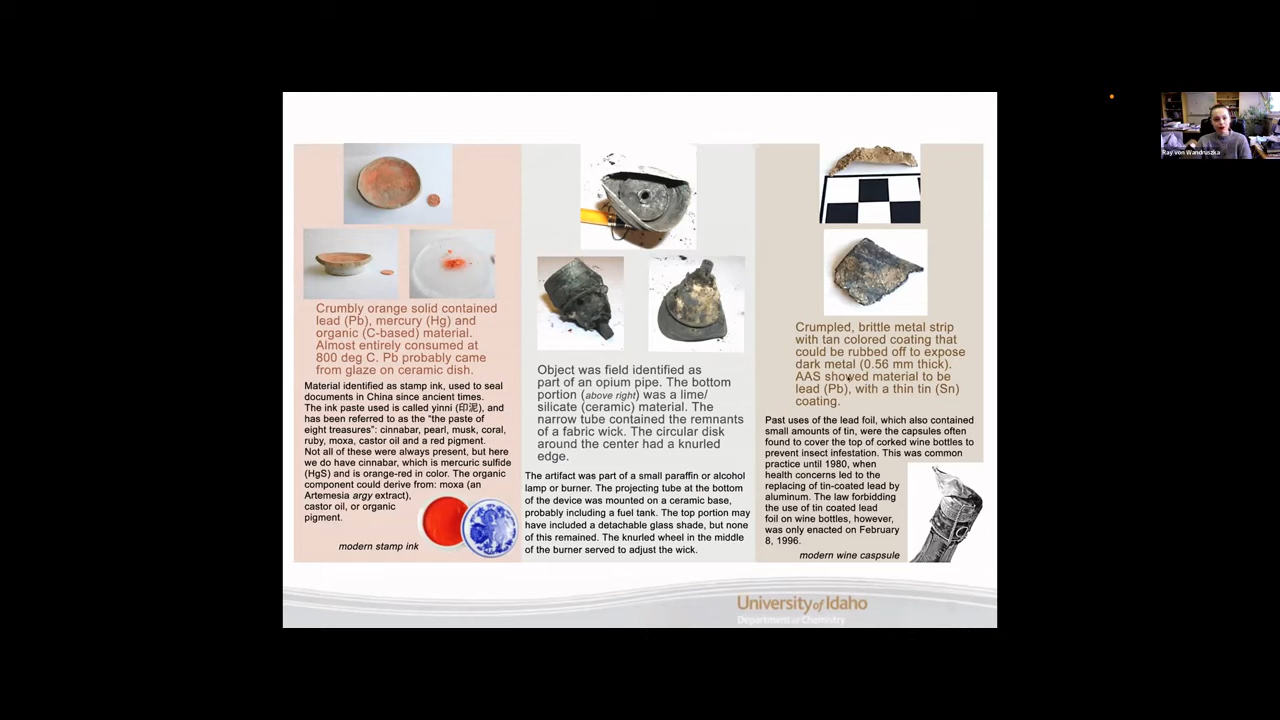 Crumbly orange solid contained
lead (Pb), mercury (Hg) and
organic (C-based) material.
Almost entirely consumed at
800 deg C. Pb probably came
from glaze on ceramic dish.
Material identified as stamp ink, used to seal
documents in China since ancient times.
The ink paste used is called yinni (印泥), and
has been referred to as the "the paste of
eight treasures": cinnabar, pearl, musk, coral,
ruby, moxa, castor oil and a red pigment.
Not all of these were always present, but here
we do have cinnabar, which is mercuric sulfide
(HgS) and is orange-red in color. The organic
component could derive from: moxa (an
Artemesia argy extract),
castor oil, or organic
pigment.
modern stamp ink
Object was field identified as
part of an opium pipe. The bottom
portion (above right) was a lime/
silicate (ceramic) material. The
narrow tube contained the remnants
of a fabric wick. The circular disk
around the center had a knurled
edge.
The artifact was part of a small paraffin or alcohol
lamp or burner. The projecting tube at the bottom
of the device was mounted on a ceramic base,
probably including a fuel tank. The top portion may
have included a detachable glass shade, but none
of this remained. The knurled wheel in the middle
of the burner served to adjust the wick.
Crumpled, brittle metal strip
with tan colored coating that
could be rubbed off to expose
dark metal (0.56 mm thick).
AAS showed material to be
lead (Pb), with a thin tin (Sn)
coating.
Past uses of the lead foil, which also contained
small amounts of tin, were the capsules often
found to cover the top of corked wine bottles to
prevent insect infestation. This was common
practice until 1980, when
health concerns led to the
replacing of tin-coated lead by
aluminum. The law forbidding
the use of tin coated lead
foil on wine bottles, however,
was only enacted on February
8, 1996.
modern wine caspsule
University of Idaho
Department of Chemistry
Ray von Wandruszka